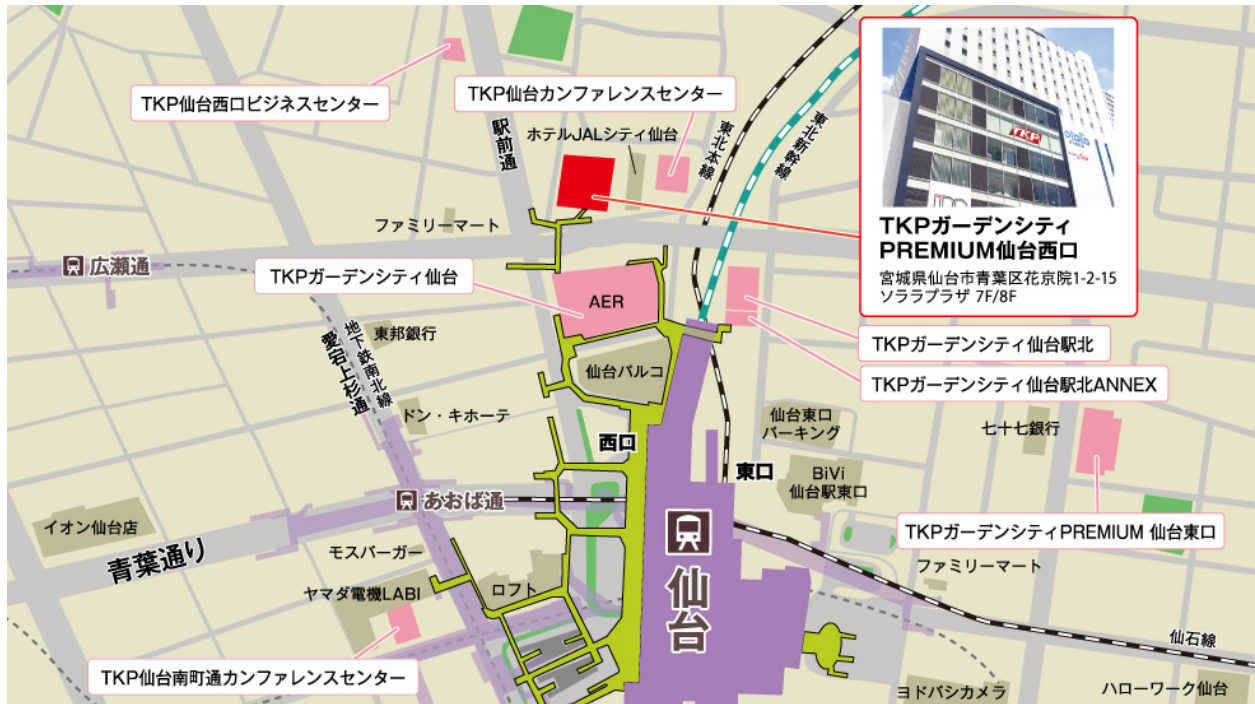 TKP仙台西口ビジネスセンター
TKP仙台カンファレンスセンター
駅前通
ホテルJALシティ仙台
東北本線
東北新幹線
TKP
TKPガーデンシティ
PREMIUM仙台西口
宮城県仙台市青葉区花京院1-2-15
ソララプラザ 7F/8F
ファミリーマート
広瀬通
TKPガーデンシティ仙台
AER
東邦銀行
地下鉄南北線
愛宕上杉通
仙台パルコ
TKPガーデンシティ仙台駅北
TKPガーデンシティ仙台駅北ANNEX
ドン・キホーテ
西口
仙台東口
パーキング
七十七銀行
東口
BiVi
仙台駅東口
あおば通
イオン仙台店
青葉通り
モスバーガー
ヤマダ電機LABI
ロフト
仙台
TKPガーデンシティPREMIUM 仙台東口
ファミリーマート
仙石線
TKP仙台南町通カンファレンスセンター
ヨドバシカメラ
ハローワーク仙台